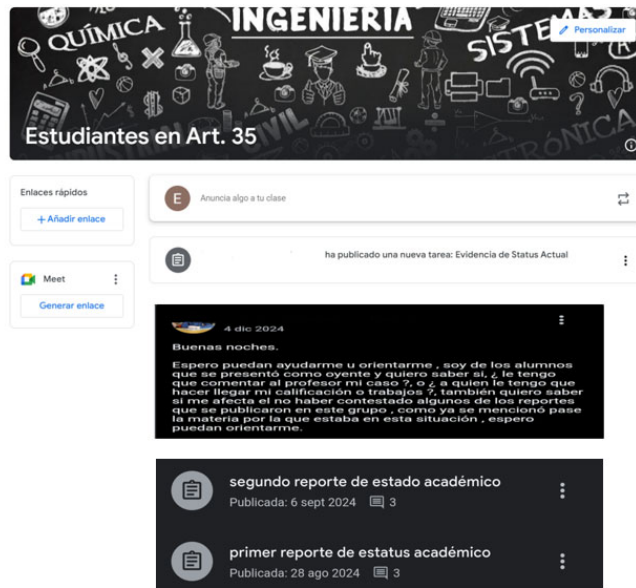 QUÍMICA
INGENIERÍA
SISTE
Personalizar
Estudiantes en Art. 35
CIVIL
TRÓNICA
Enlaces rápidos
+ Añadir enlace
Meet
Generar enlace
E
Anuncia algo a tu clase
ha publicado una nueva tarea: Evidencia de Status Actual
4 dic 2024
Buenas noches.
Espero puedan ayudarme u orientarme , soy de los alumnos
que se presentó como oyente y quiero saber si, ¿ le tengo
que comentar al profesor mi caso ?, o ¿ a quien le tengo que
hacer llegar mi calificación o trabajos ?, también quiero saber
si me afecta el no haber contestado algunos de los reportes
que se publicaron en este grupo , como ya se mencionó pase
la materia por la que estaba en esta situación , espero
puedan orientarme.
segundo reporte de estado académico
Publicada: 6 sept 2024 3
primer reporte de estatus académico
Publicada: 28 ago 2024 3